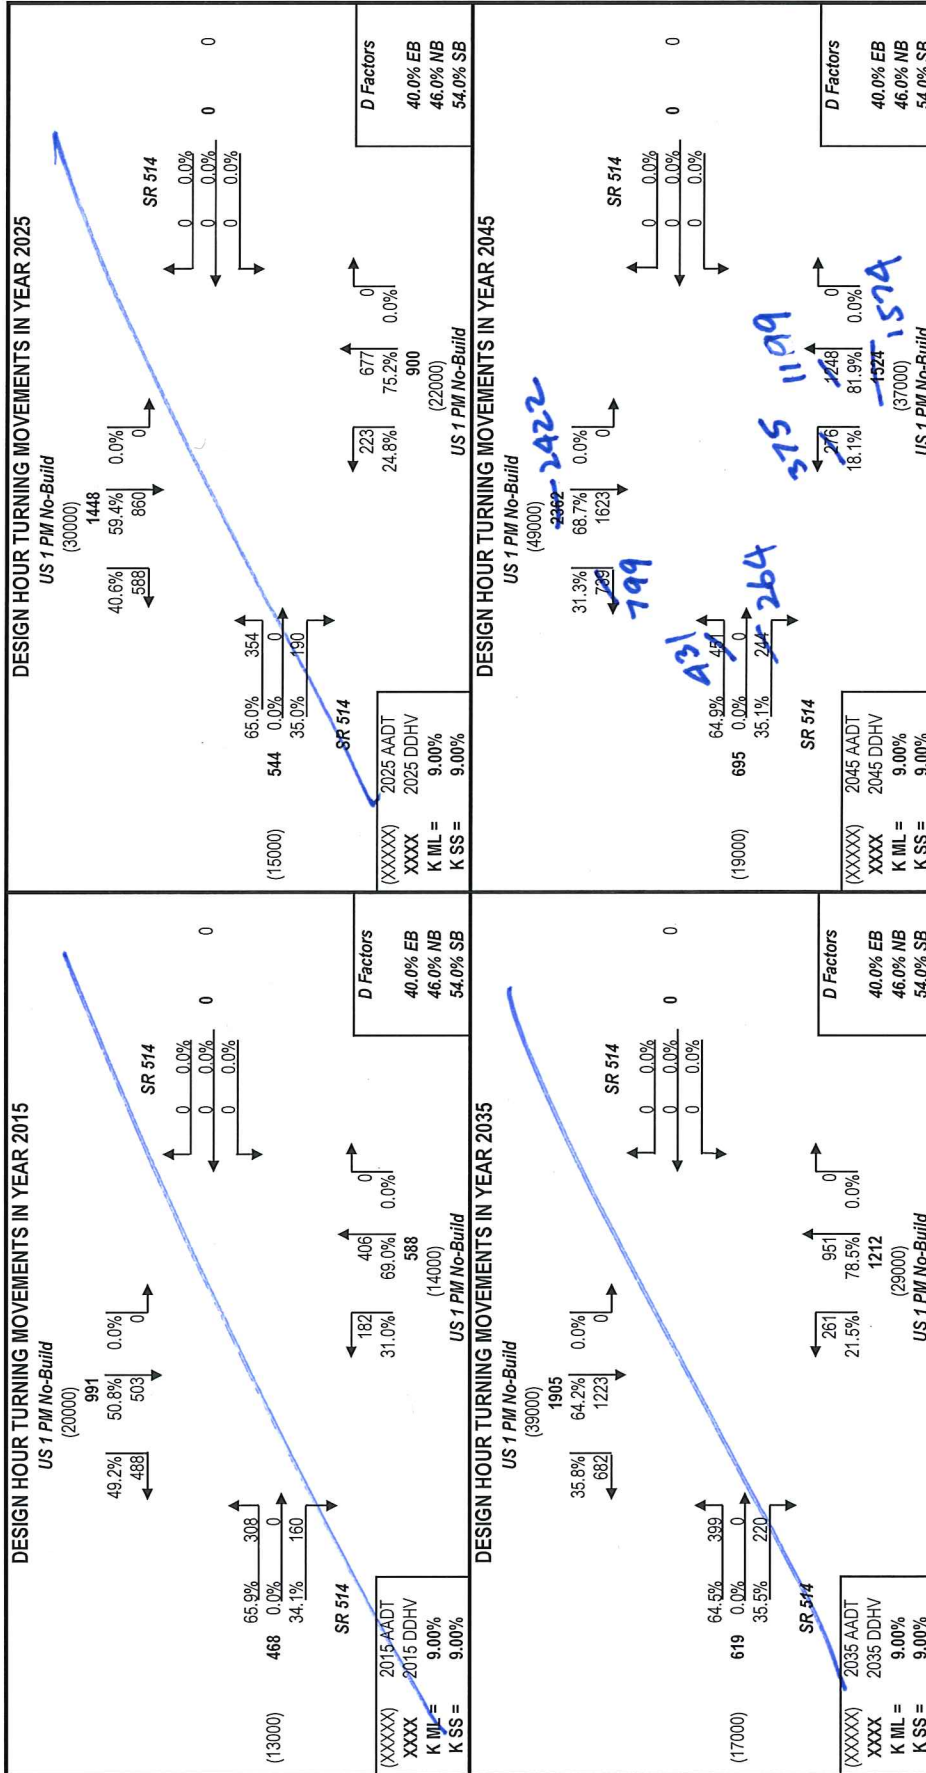 DESIGN HOUR TURNING MOVEMENTS IN YEAR 2015
US 1 PM No-Build
(20000)
991
49.2% 50.8% 0.0%
488 503 0
SR 514
0 0.0%
0 0.0%
0 0.0%
0 0
(13000)
468
65.9% 308
0.0% 0
34.1% 160
SR 514
182 406 0
31.0% 69.0% 0.0%
588
(14000)
US 1 PM No-Build
(XXXXX) 2015 AADT
XXXX 2015 DDHV
K ML = 9.00%
K SS = 9.00%
D Factors
40.0% EB
46.0% NB
54.0% SB
DESIGN HOUR TURNING MOVEMENTS IN YEAR 2025
US 1 PM No-Build
(30000)
1448
40.6% 59.4% 0.0%
588 860 0
SR 514
0 0.0%
0 0.0%
0 0.0%
0 0
(15000)
544
65.0% 354
0.0% 0
35.0% 190
SR 514
223 677 0
24.8% 75.2% 0.0%
900
(22000)
US 1 PM No-Build
(XXXXX) 2025 AADT
XXXX 2025 DDHV
K ML = 9.00%
K SS = 9.00%
D Factors
40.0% EB
46.0% NB
54.0% SB
DESIGN HOUR TURNING MOVEMENTS IN YEAR 2035
US 1 PM No-Build
(39000)
1905
35.8% 64.2% 0.0%
682 1223 0
SR 514
0 0.0%
0 0.0%
0 0.0%
0 0
(17000)
619
64.5% 399
0.0% 0
35.5% 220
SR 514
261 951 0
21.5% 78.5% 0.0%
1212
(29000)
US 1 PM No-Build
(XXXXX) 2035 AADT
XXXX 2035 DDHV
K ML = 9.00%
K SS = 9.00%
D Factors
40.0% EB
46.0% NB
54.0% SB
DESIGN HOUR TURNING MOVEMENTS IN YEAR 2045
US 1 PM No-Build
(49000)
2362 2422
31.3% 68.7% 0.0%
739 1623 0
799
SR 514
0 0.0%
0 0.0%
0 0.0%
0 0
(19000)
431
695
64.9% 451
0.0% 0
35.1% 244 264
SR 514
375 1199
276 1248 0
18.1% 81.9% 0.0%
1524 1574
(37000)
US 1 PM No-Build
(XXXXX) 2045 AADT
XXXX 2045 DDHV
K ML = 9.00%
K SS = 9.00%
D Factors
40.0% EB
46.0% NB
54.0% SB